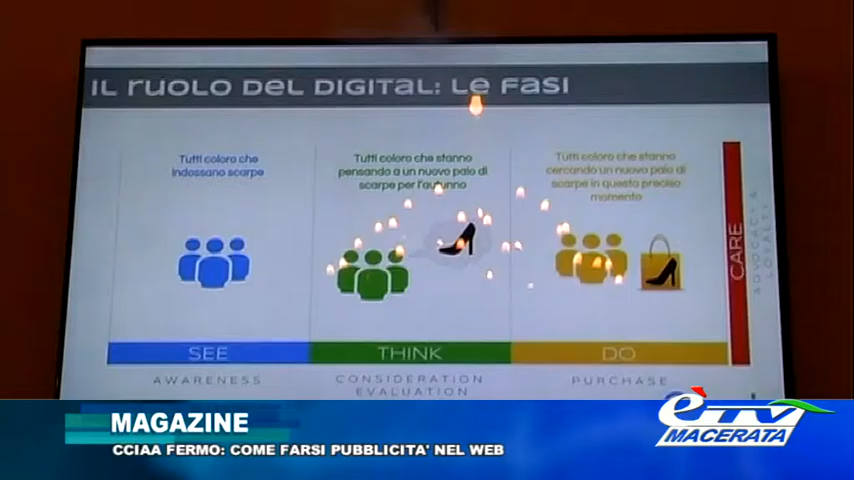 IL RUOLO DEL DIGITAL: LE FASI
Tutti coloro che
indossano scarpe
Tutti coloro che stanno
pensando a un nuovo paio di
scarpe per l'autunno
Tutti coloro che stanno
cercando un nuovo paio di
scarpe in questo preciso
momento
CARE
ADVOCACY &
LOYALTY
SEE
THINK
DO
AWARENESS
CONSIDERATION
EVALUATION
PURCHASE
MAGAZINE
CCIAA FERMO: COME FARSI PUBBLICITA' NEL WEB
èTV
MACERATA